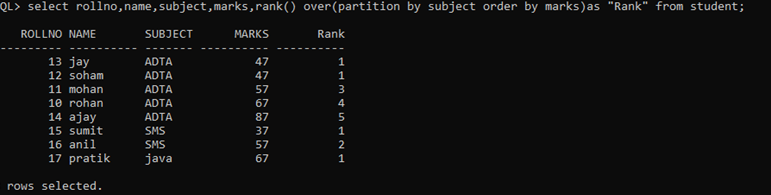 QL> select rollno,name,subject,marks,rank() over(partition by subject order by marks)as "Rank" from student;
ROLLNO NAME SUBJECT MARKS Rank
--------- ---------- ------- ---------- ----------
13 jay ADTA 47 1
12 soham ADTA 47 1
11 mohan ADTA 57 3
10 rohan ADTA 67 4
14 ajay ADTA 87 5
15 sumit SMS 37 1
16 anil SMS 57 2
17 pratik java 67 1
rows selected.